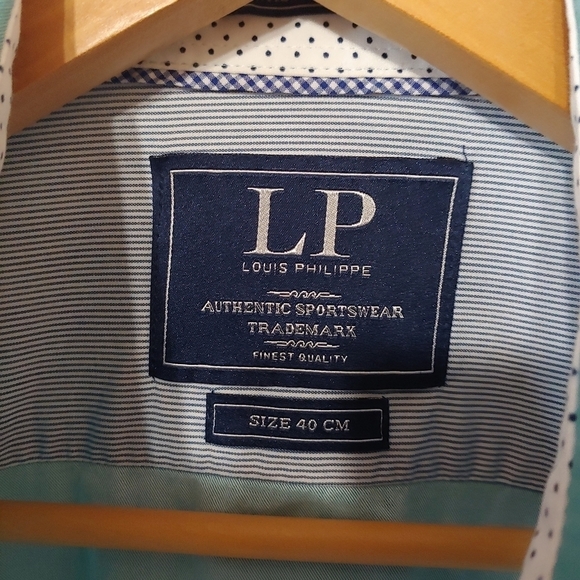 LP
LOUIS PHILIPPE
AUTHENTIC SPORTSWEAR
TRADEMARK
FINEST QUALITY
SIZE 40 CM